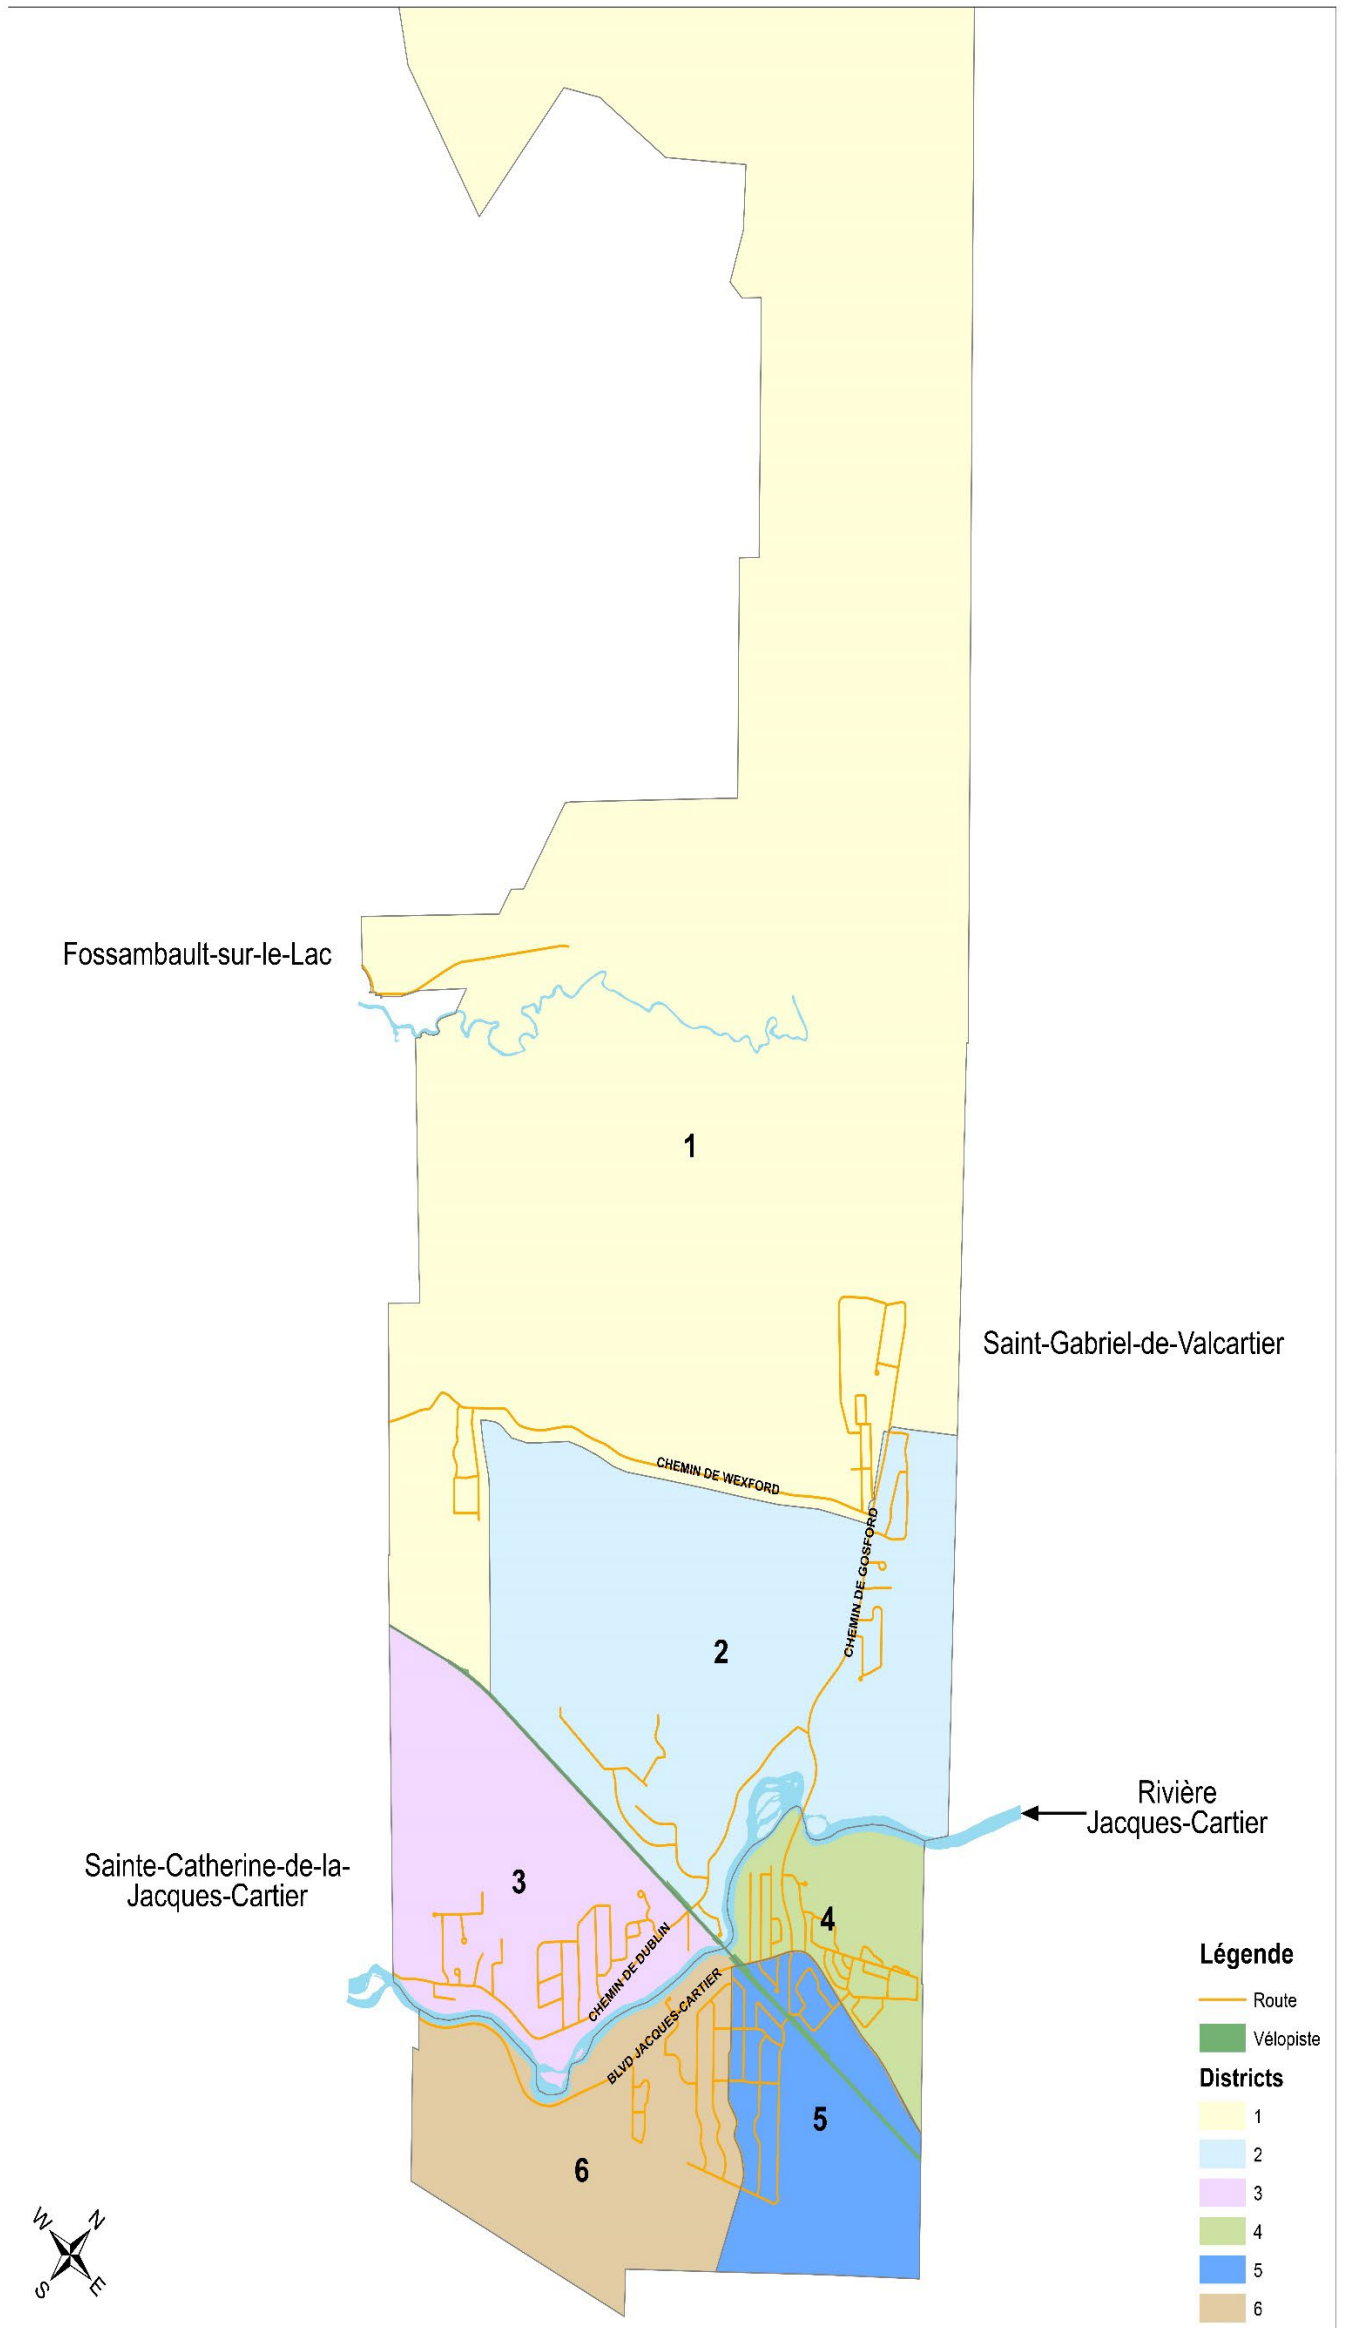 Fossambault-sur-le-Lac
1
Saint-Gabriel-de-Valcartier
CHEMIN DE WEXFORD
CHEMIN DE GOSFORD
2
Rivière
Jacques-Cartier
Sainte-Catherine-de-la-
Jacques-Cartier
3
4
CHEMIN DE DUBLIN
BLVD JACQUES-CARTIER
5
6
Légende
Route
Vélopiste
Districts
1
2
3
4
5
6
W
N
S
E